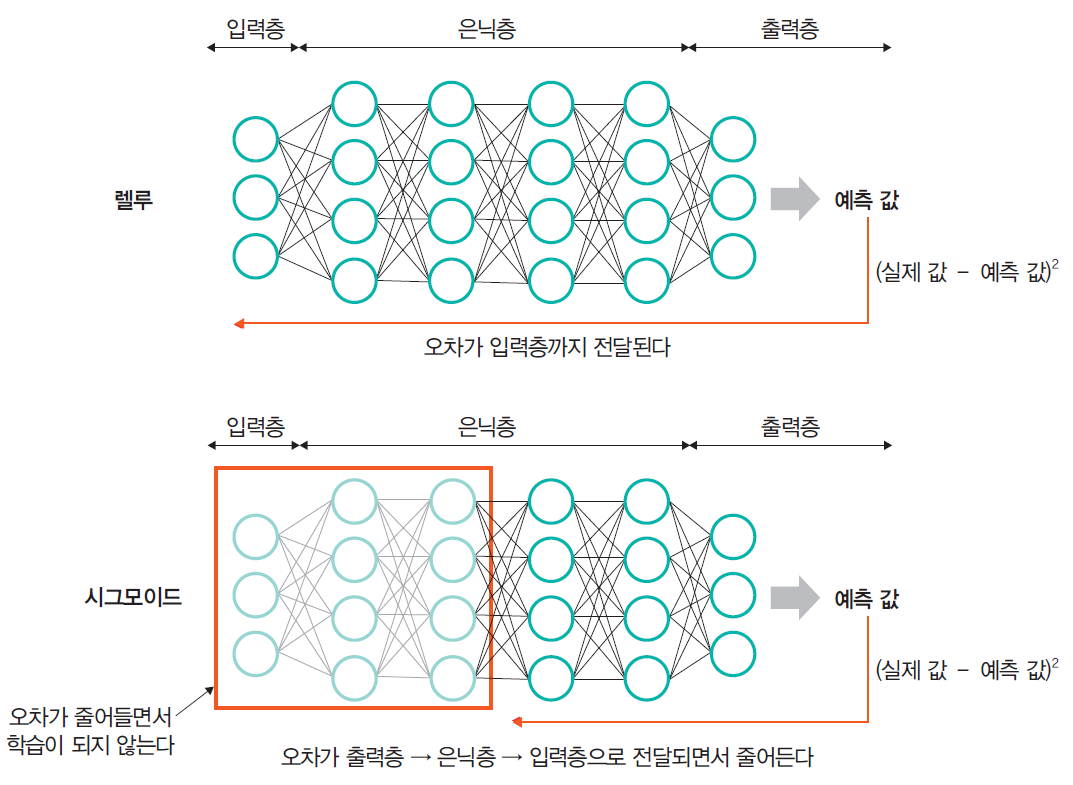 입력층 은닉층 출력층
렐루
예측 값
(실제 값 – 예측 값)²
오차가 입력층까지 전달된다
입력층 은닉층 출력층
시그모이드
예측 값
(실제 값 – 예측 값)²
오차가 줄어들면서
학습이 되지 않는다
오차가 출력층 → 은닉층 → 입력층으로 전달되면서 줄어든다